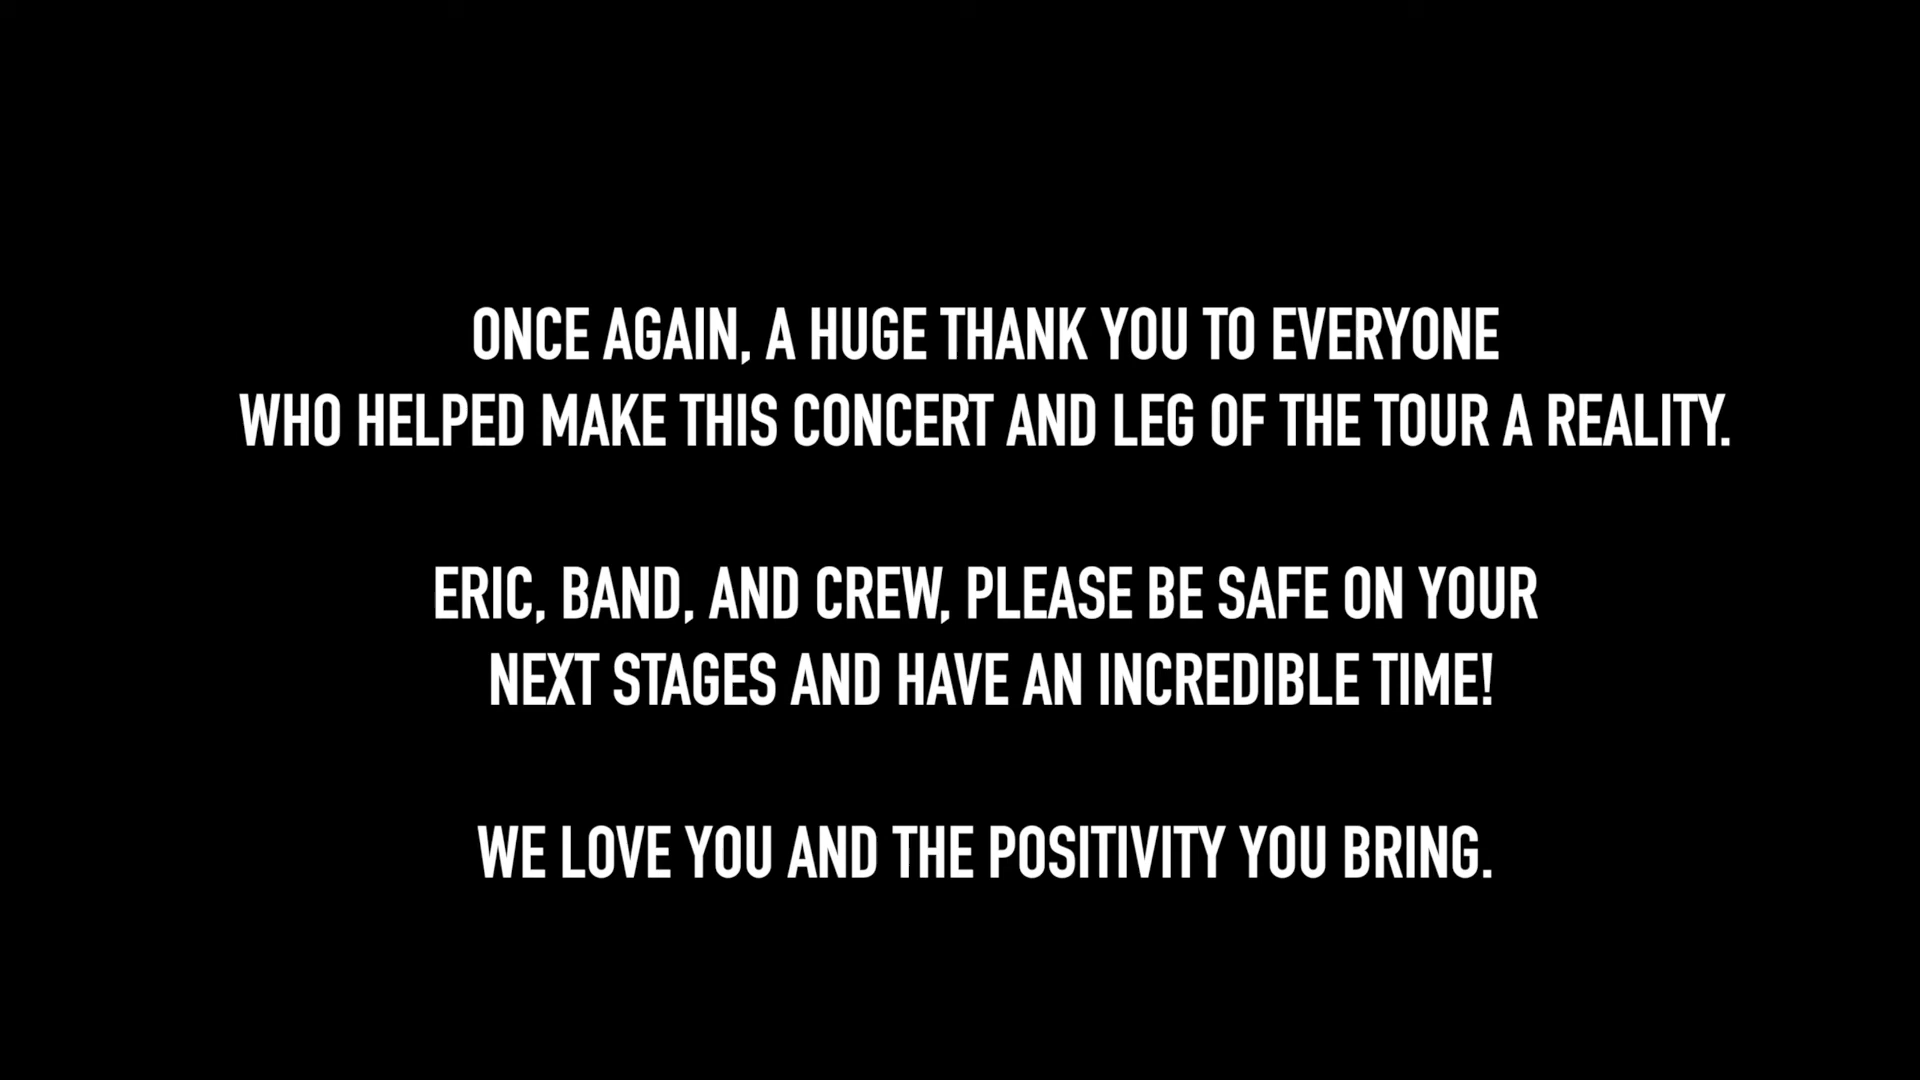 ONCE AGAIN, A HUGE THANK YOU TO EVERYONE
WHO HELPED MAKE THIS CONCERT AND LEG OF THE TOUR A REALITY.
ERIC, BAND, AND CREW, PLEASE BE SAFE ON YOUR
NEXT STAGES AND HAVE AN INCREDIBLE TIME!
WE LOVE YOU AND THE POSITIVITY YOU BRING.